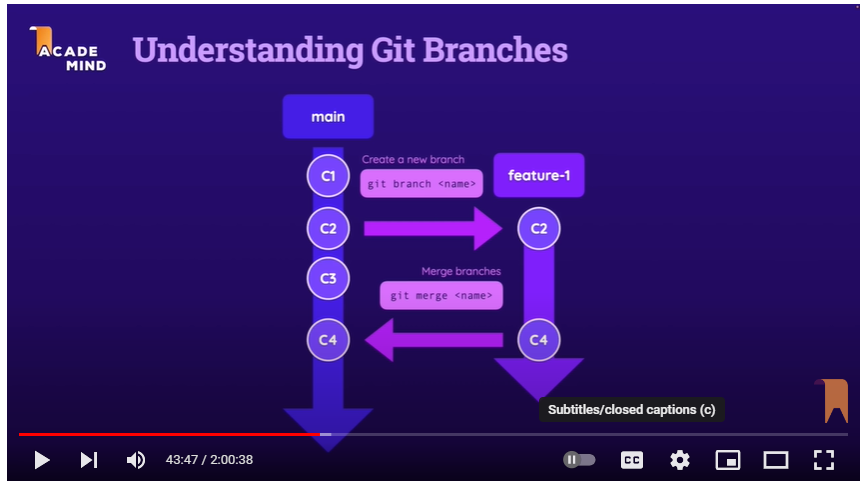 ACADE
MIND
Understanding Git Branches
main
C1
Create a new branch
git branch <name>
feature-1
C2
C2
C3
Merge branches
git merge <name>
C4
C4
Subtitles/closed captions (c)
43:47 / 2:00:38
CC